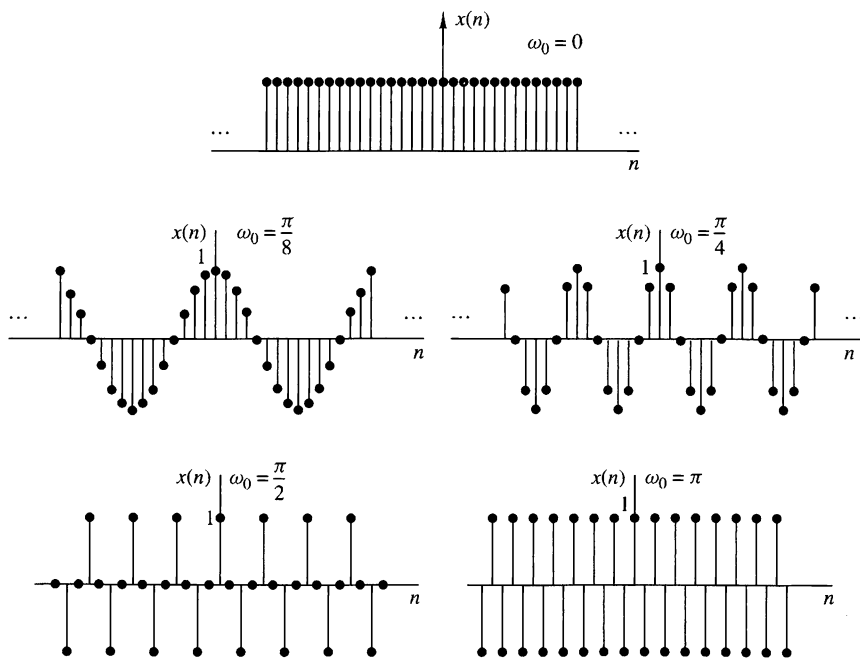 x(n)
ω₀ = 0
... ...
n
x(n) ω₀ = π/8
1
... ...
n
x(n) ω₀ = π/4
1
... ..
n
x(n) ω₀ = π/2
1
n
x(n) ω₀ = π
1
n